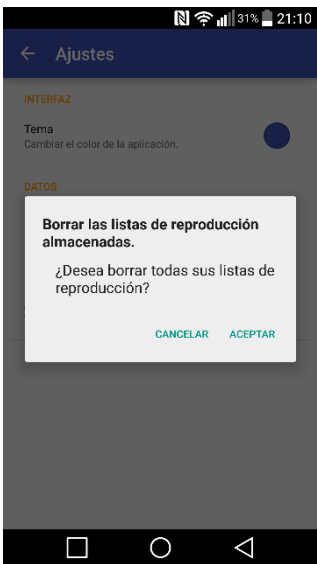 31% 21:10
Ajustes
INTERFAZ
Tema
Cambiar el color de la aplicación.
DATOS
Borrar las listas de reproducción
almacenadas.
¿Desea borrar todas sus listas de
reproducción?
CANCELAR ACEPTAR